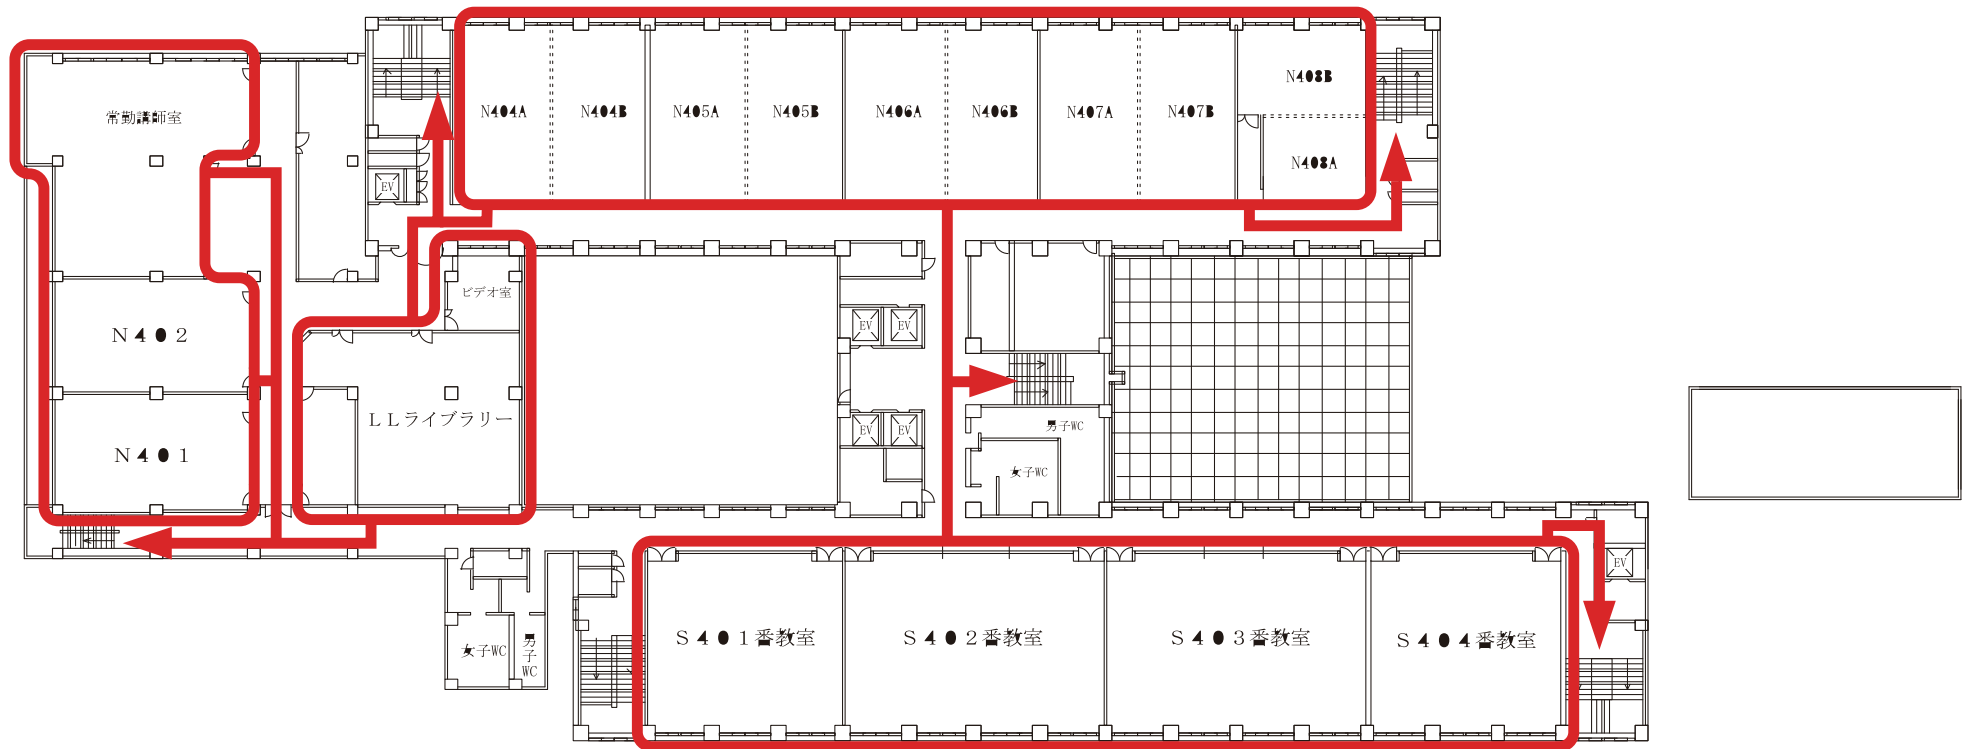 常勤講師室
N404A
N404B
N405A
N405B
N406A
N406B
N407A
N407B
N408B
N408A
EV
ビデオ室
N402
LLライブラリー
N401
EV
EV
EV
EV
男子WC
女子WC
EV
女子WC
男子WC
S401番教室
S402番教室
S403番教室
S404番教室